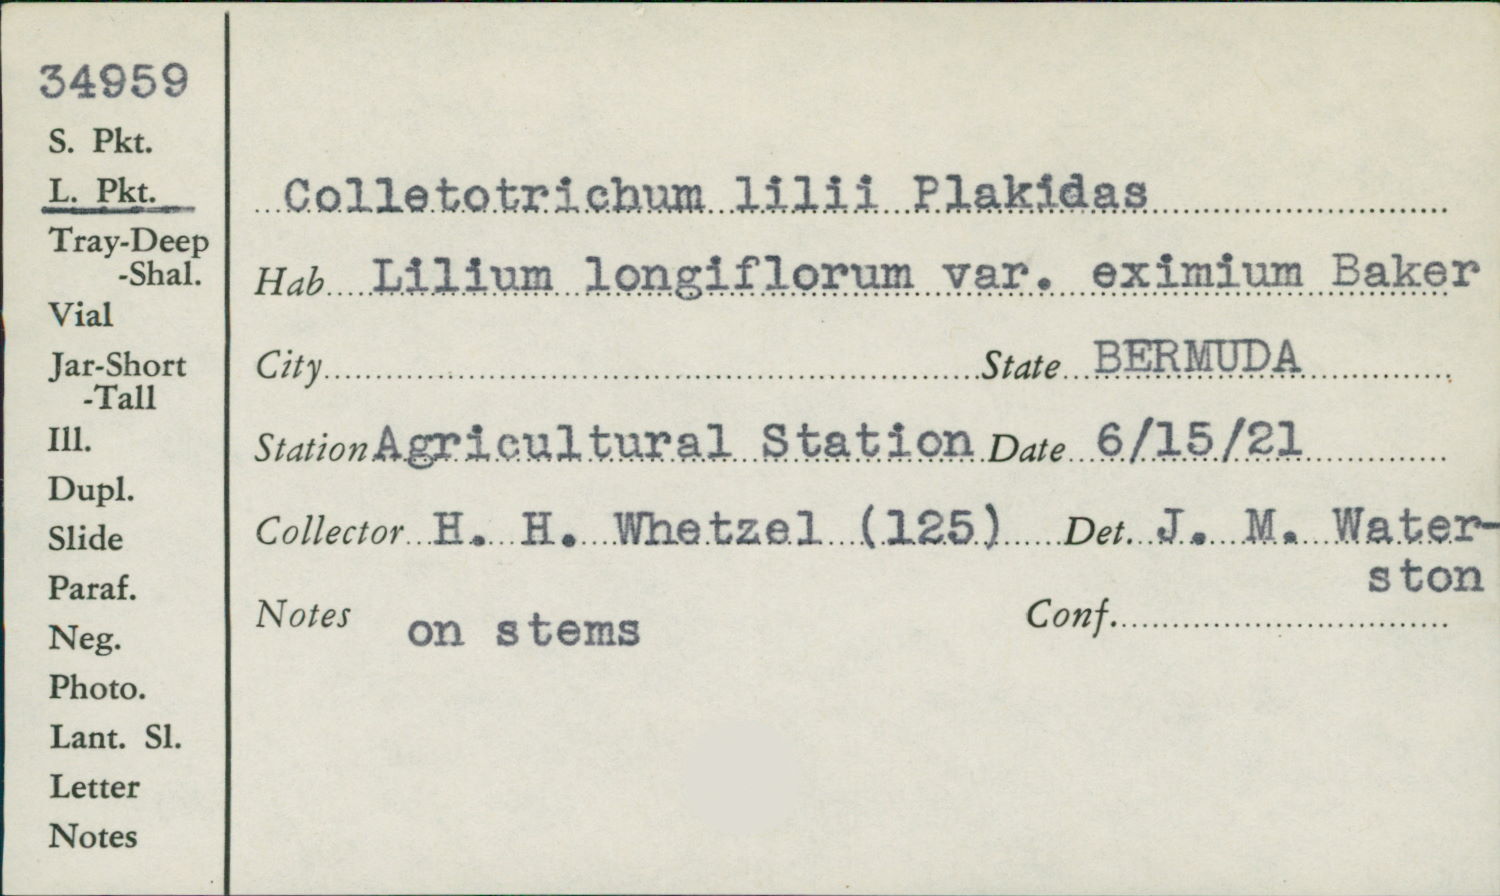 34959
S. Pkt.
L. Pkt.
Tray-Deep
-Shal.
Vial
Jar-Short
-Tall
Ill.
Dupl.
Slide
Paraf.
Neg.
Photo.
Lant. Sl.
Letter
Notes
Colletotrichum lilii Plakidas
Hab. Lilium longiflorum var. eximium Baker
City State BERMUDA
Station Agricultural Station Date 6/15/21
Collector H. H. Whetzel (125) Det. J. M. Water-
ston
Notes on stems Conf.